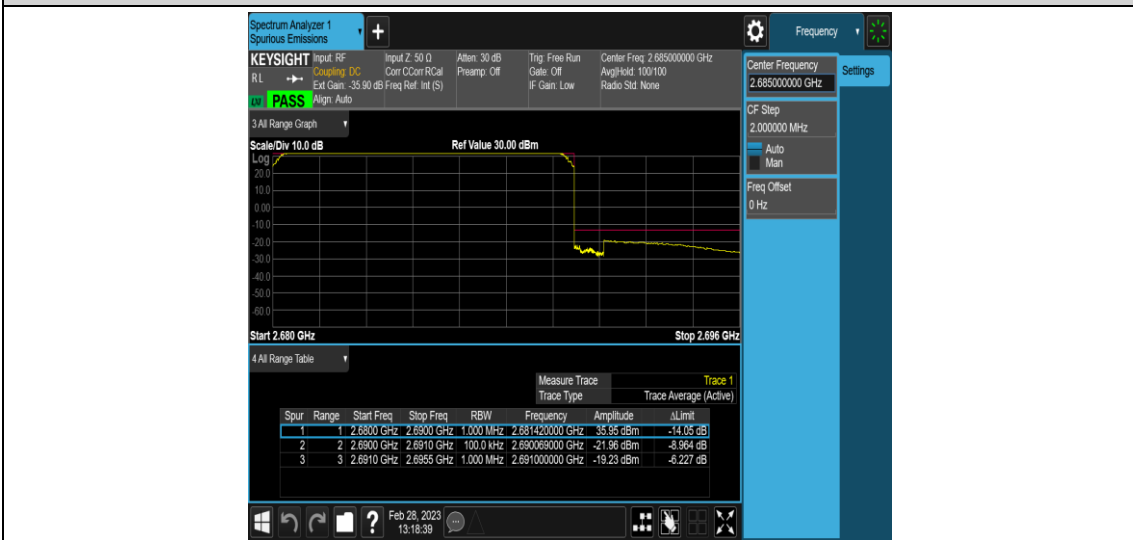 Spectrum Analyzer 1
Spurious Emissions
+
Frequency
KEYSIGHT
RL
LXI PASS
Input: RF
Coupling: DC
Ext Gain: -35.90 dB
Align: Auto
Input Z: 50 Ω
Corr CCorr RCal
Freq Ref: Int (S)
Atten: 30 dB
Preamp: Off
Trig: Free Run
Gate: Off
IF Gain: Low
Center Freq: 2.685000000 GHz
Avg|Hold: 100/100
Radio Std: None
Center Frequency
2.685000000 GHz
Settings
CF Step
2.000000 MHz
Auto
Man
Freq Offset
0 Hz
3 All Range Graph
Scale/Div 10.0 dB Ref Value 30.00 dBm
Log
20.0
10.0
0.00
-10.0
-20.0
-30.0
-40.0
-50.0
-60.0
Start 2.680 GHz Stop 2.696 GHz
4 All Range Table
Measure Trace Trace 1
Trace Type Trace Average (Active)
Spur Range Start Freq Stop Freq RBW Frequency Amplitude ΔLimit
1 1 2.6800 GHz 2.6900 GHz 1.000 MHz 2.681420000 GHz 35.95 dBm -14.05 dB
2 2 2.6900 GHz 2.6910 GHz 100.0 kHz 2.690069000 GHz -21.96 dBm -8.964 dB
3 3 2.6910 GHz 2.6955 GHz 1.000 MHz 2.691000000 GHz -19.23 dBm -6.227 dB
?
Feb 28, 2023
13:18:39